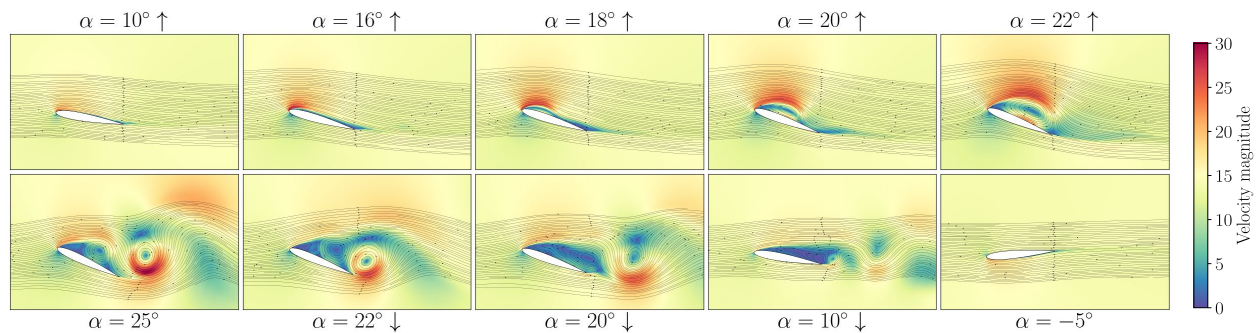 α = 10° ↑
α = 16° ↑
α = 18° ↑
α = 20° ↑
α = 22° ↑
α = 25°
α = 22° ↓
α = 20° ↓
α = 10° ↓
α = −5°
30
25
20
15
10
5
0
Velocity magnitude